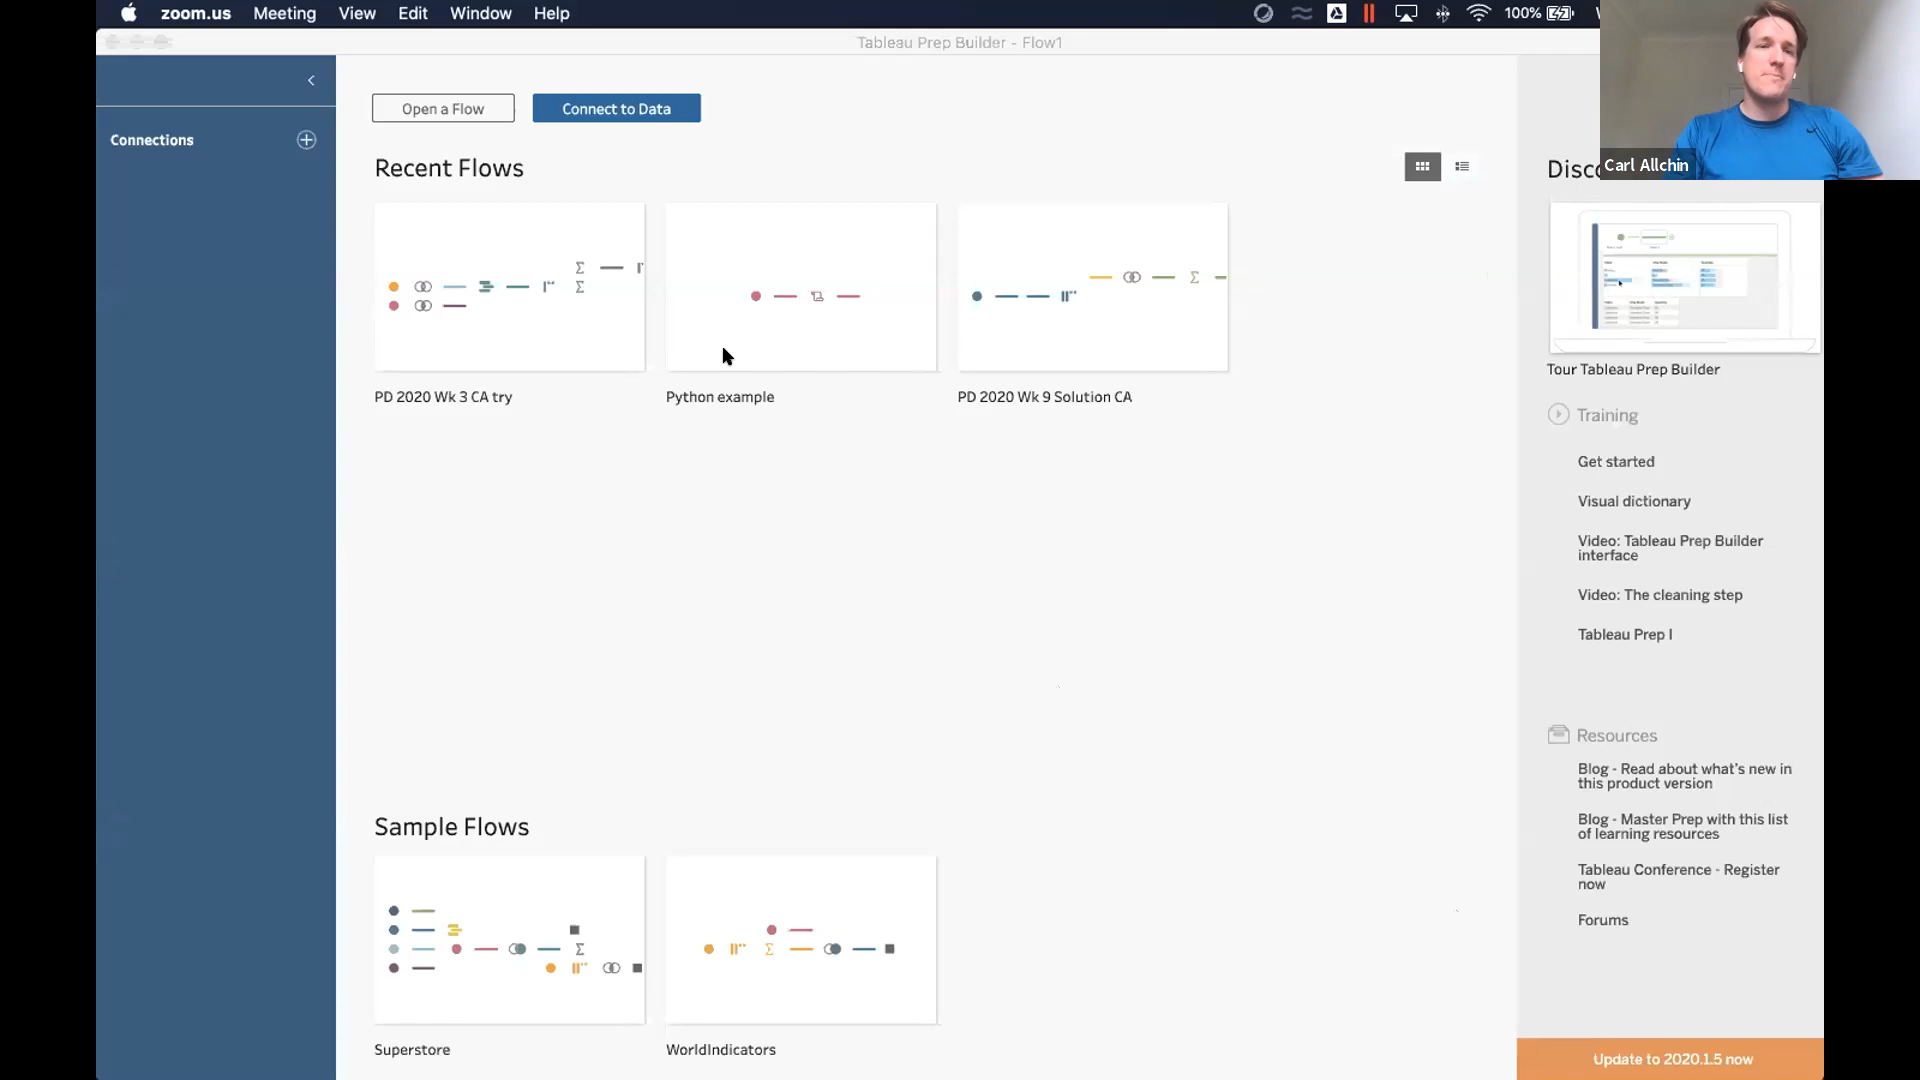 zoom.us Meeting View Edit Window Help
100%
Tableau Prep Builder - Flow1
Connections
Open a Flow
Connect to Data
Recent Flows
PD 2020 Wk 3 CA try
Python example
PD 2020 Wk 9 Solution CA
Sample Flows
Superstore
WorldIndicators
Carl Allchin
Tour Tableau Prep Builder
Training
Get started
Visual dictionary
Video: Tableau Prep Builder
interface
Video: The cleaning step
Tableau Prep I
Resources
Blog - Read about what's new in
this product version
Blog - Master Prep with this list
of learning resources
Tableau Conference - Register
now
Forums
Update to 2020.1.5 now